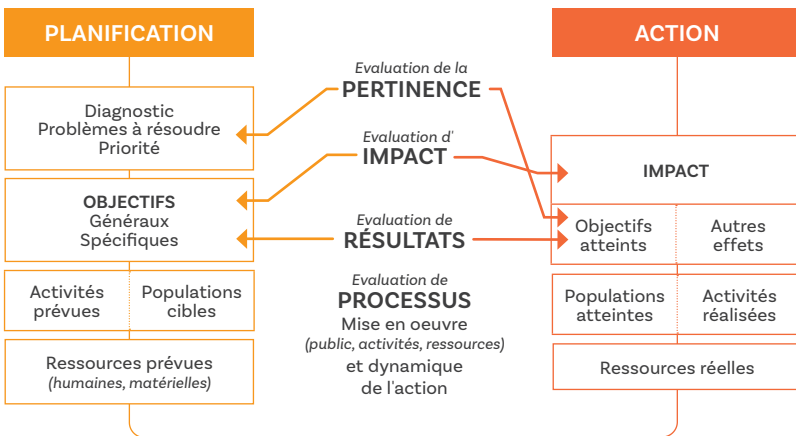 PLANIFICATION
Diagnostic
Problèmes à résoudre
Priorité
OBJECTIFS
Généraux
Spécifiques
Activités
prévues
Populations
cibles
Ressources prévues
(humaines, matérielles)
Evaluation de la
PERTINENCE
Evaluation d'
IMPACT
Evaluation de
RÉSULTATS
Evaluation de
PROCESSUS
Mise en oeuvre
(public, activités, ressources)
et dynamique
de l'action
ACTION
IMPACT
Objectifs
atteints
Autres
effets
Populations
atteintes
Activités
réalisées
Ressources réelles